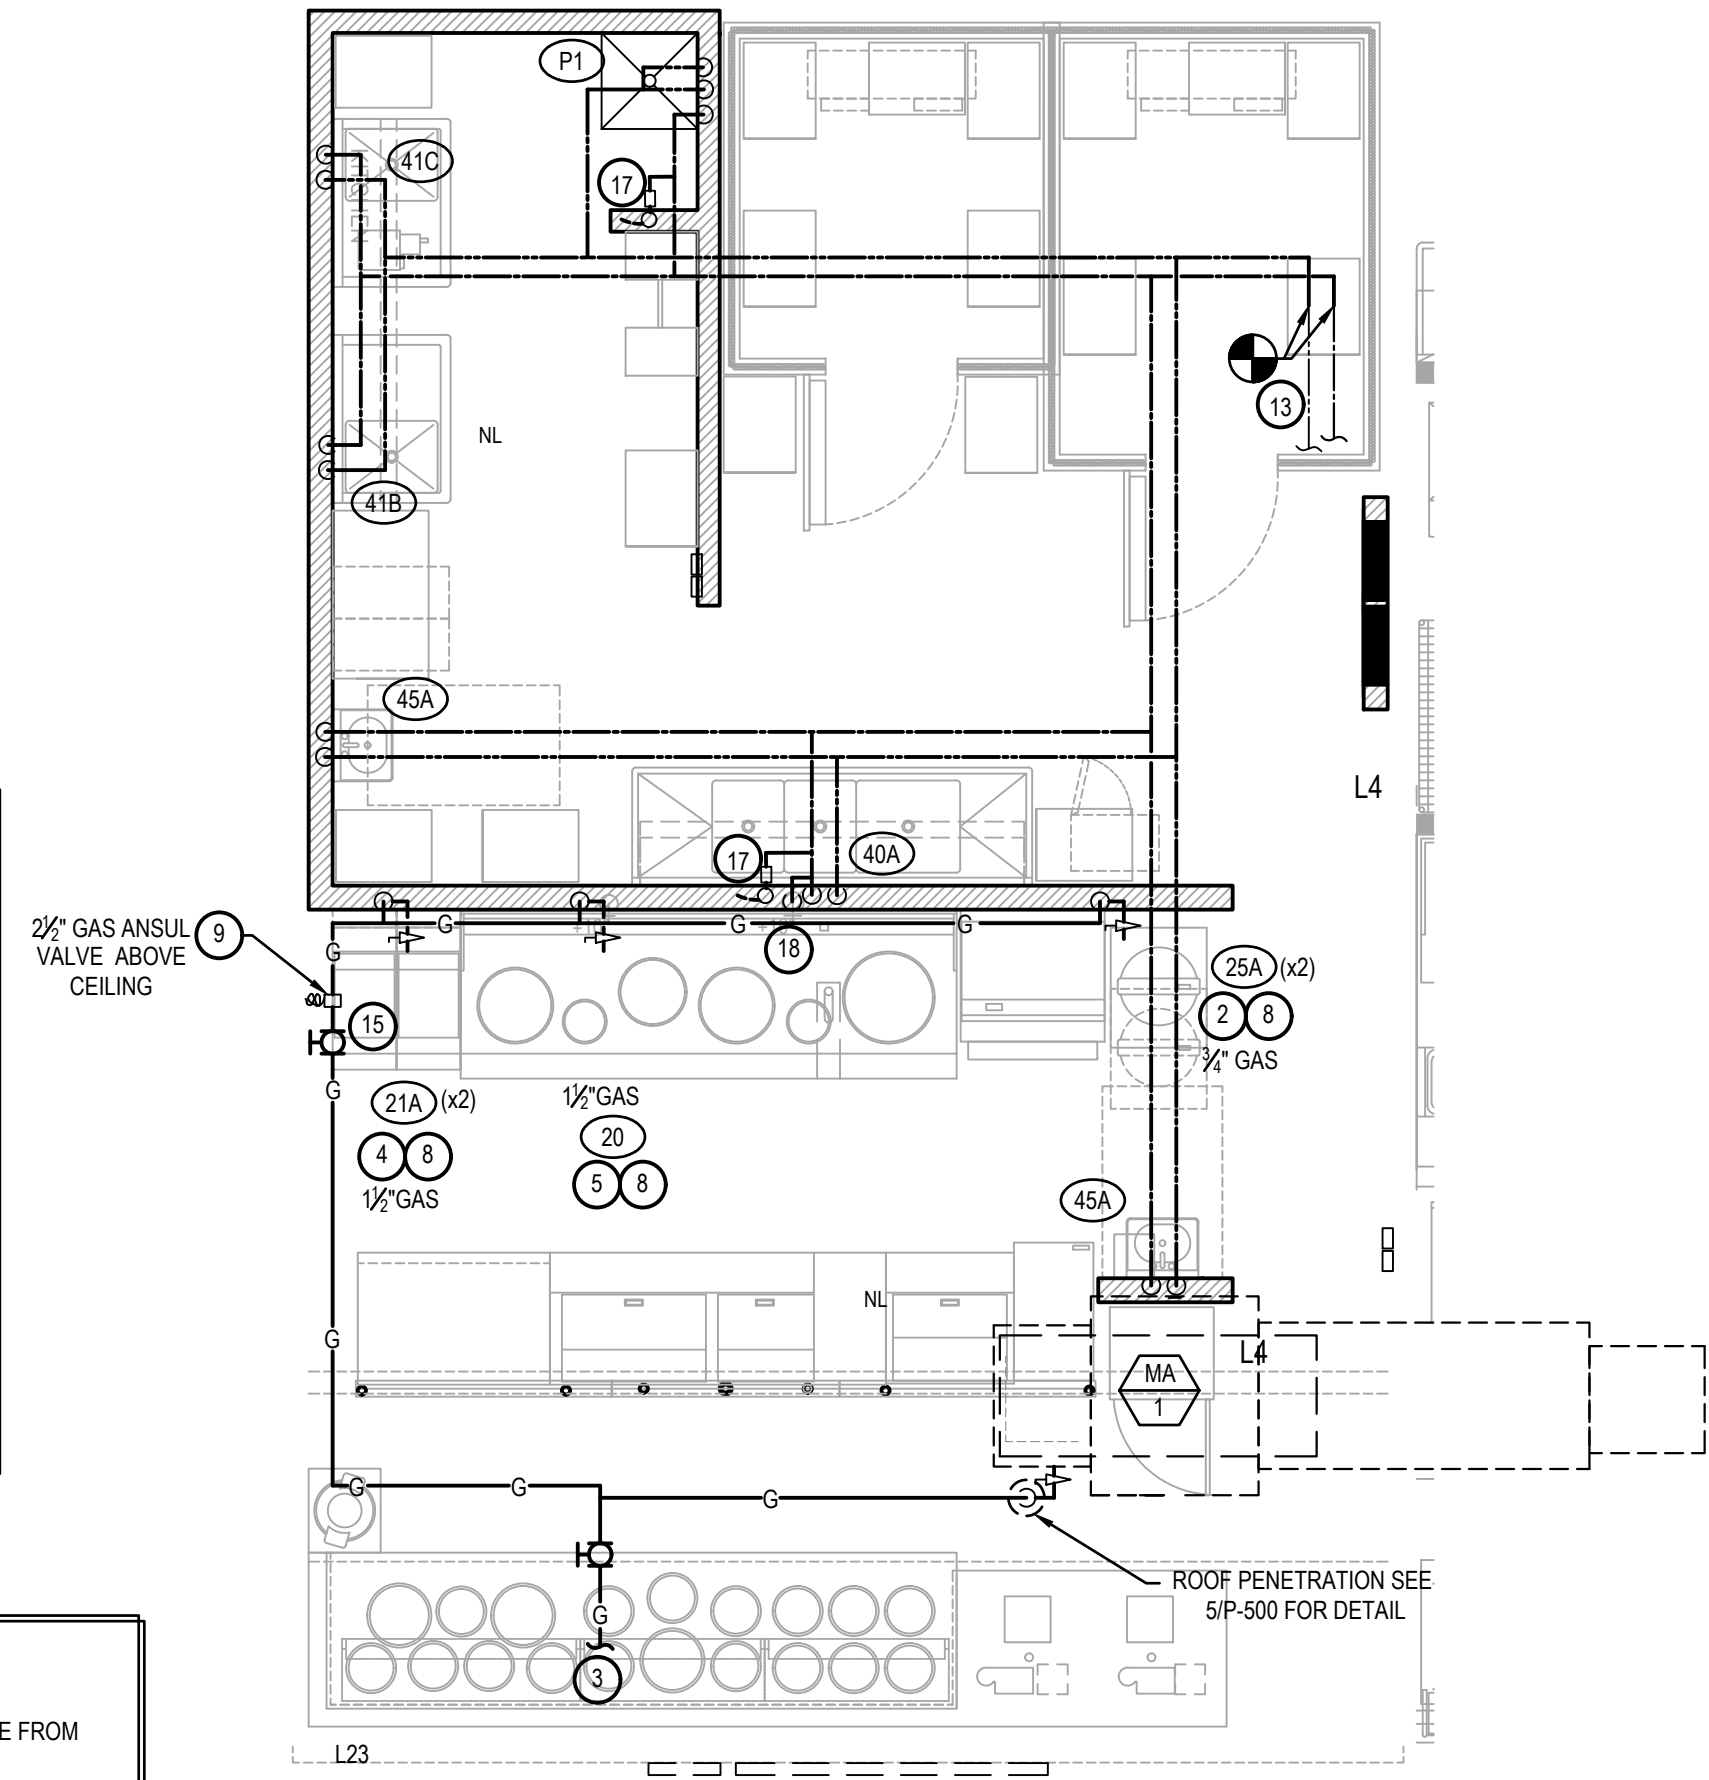 P1
41C
17
13
NL
41B
45A
L4
17
40A
G
G
G
2½" GAS ANSUL
VALVE ABOVE
CEILING
9
G
18
25A (x2)
2
8
¾" GAS
15
G
21A (x2)
4
8
1½"GAS
1½"GAS
20
5
8
45A
NL
G
L4
MA
1
G
G
G
ROOF PENETRATION SEE
5/P-500 FOR DETAIL
G
3
E FROM
L23